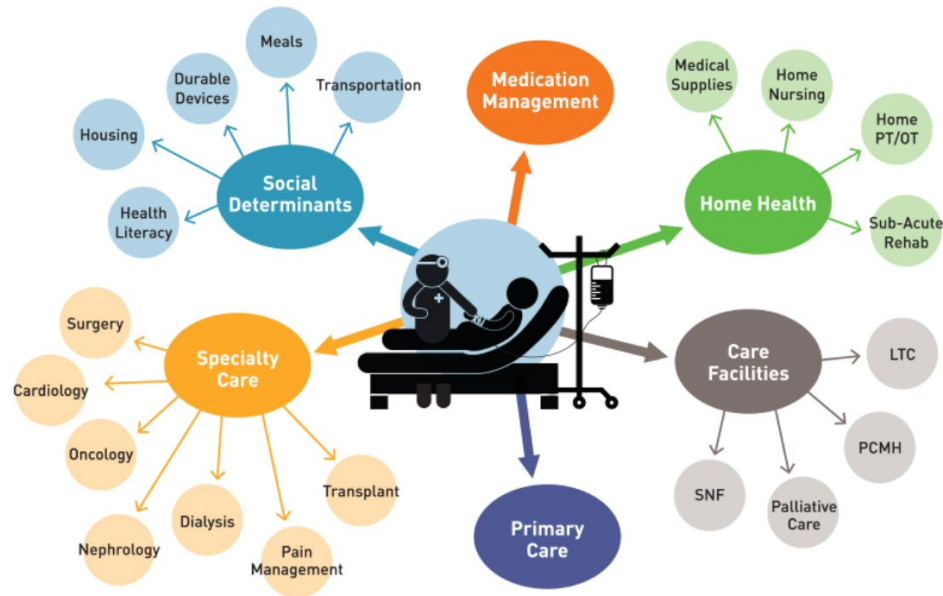 Meals
Durable
Devices
Transportation
Housing
Health
Literacy
Social
Determinants
Medication
Management
Medical
Supplies
Home
Nursing
Home
PT/OT
Sub-Acute
Rehab
Home Health
Surgery
Cardiology
Oncology
Nephrology
Dialysis
Pain
Management
Transplant
Specialty
Care
Primary
Care
Care
Facilities
LTC
PCMH
Palliative
Care
SNF